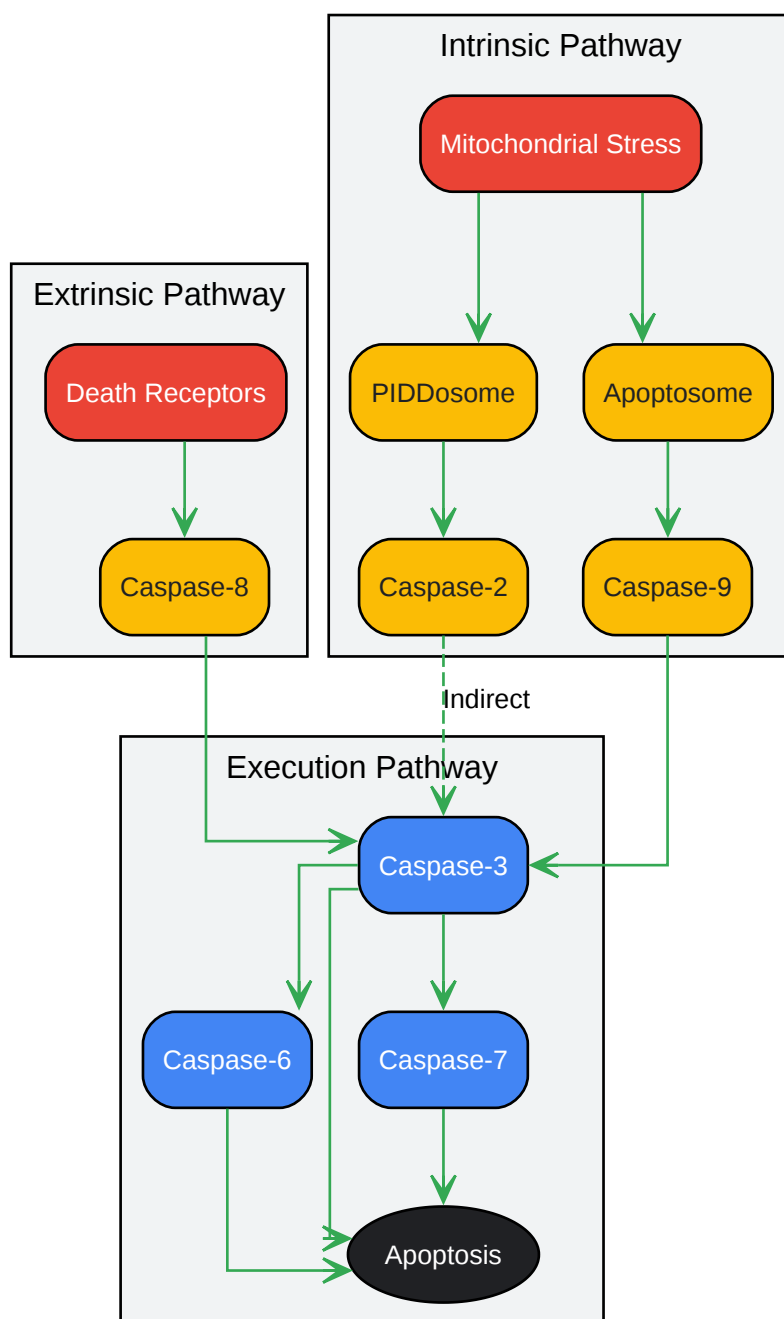 Intrinsic Pathway
Mitochondrial Stress
Extrinsic Pathway
Death Receptors
PIDDosome
Apoptosome
Caspase-8
Caspase-2
Caspase-9
Indirect
Execution Pathway
Caspase-3
Caspase-6
Caspase-7
Apoptosis